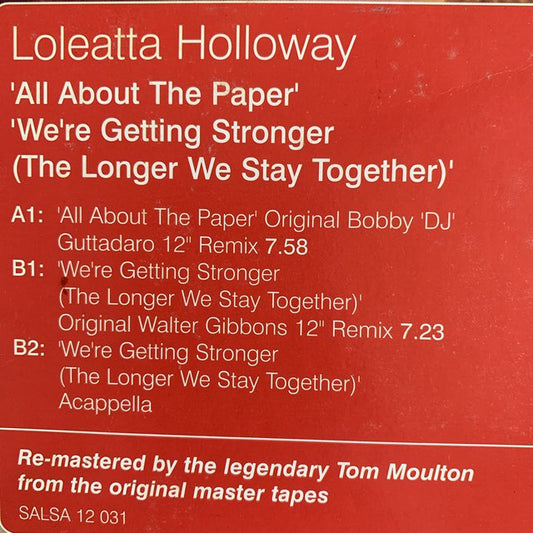 Loleatta Holloway
'All About The Paper'
'We're Getting Stronger
(The Longer We Stay Together)'
A1: 'All About The Paper' Original Bobby 'DJ'
Guttadaro 12" Remix 7.58
B1: 'We're Getting Stronger
(The Longer We Stay Together)'
Original Walter Gibbons 12" Remix 7.23
B2: 'We're Getting Stronger
(The Longer We Stay Together)'
Acappella
Re-mastered by the legendary Tom Moulton
from the original master tapes
SALSA 12 031